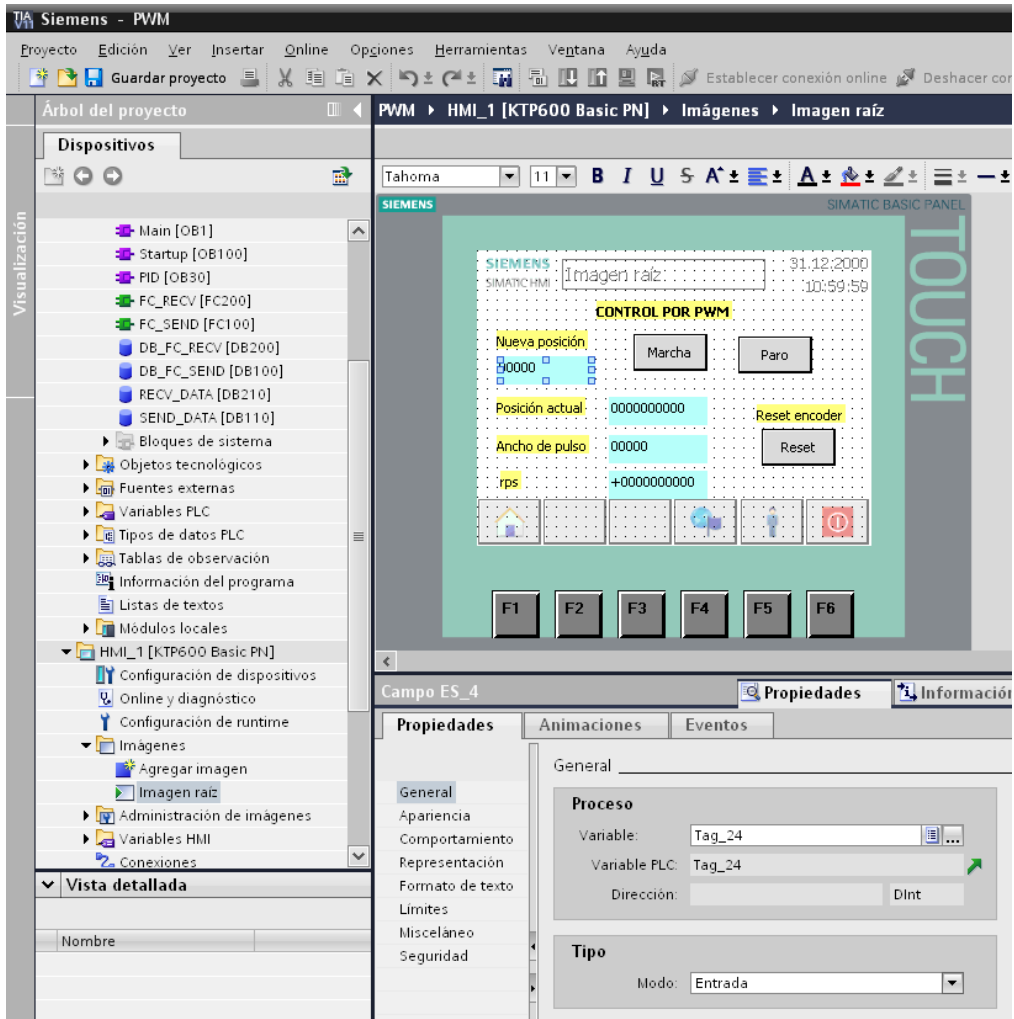 TIA V11 Siemens - PWM
Proyecto Edición Ver Insertar Online Opciones Herramientas Ventana Ayuda
Guardar proyecto Establecer conexión online Deshacer con
Árbol del proyecto
PWM HMI_1 [KTP600 Basic PN] Imágenes Imagen raíz
Dispositivos
Tahoma 11 B I U S A A
Visualización
Main [OB1]
Startup [OB100]
PID [OB30]
FC_RECV [FC200]
FC_SEND [FC100]
DB_FC_RECV [DB200]
DB_FC_SEND [DB100]
RECV_DATA [DB210]
SEND_DATA [DB110]
Bloques de sistema
Objetos tecnológicos
Fuentes externas
Variables PLC
Tipos de datos PLC
Tablas de observación
Información del programa
Listas de textos
Módulos locales
HMI_1 [KTP600 Basic PN]
Configuración de dispositivos
Online y diagnóstico
Configuración de runtime
Imágenes
Agregar imagen
Imagen raíz
Administración de imágenes
Variables HMI
Conexiones
Vista detallada
Nombre
SIEMENS SIMATIC BASIC PANEL
TOUCH
SIEMENS
SIMATIC HMI
Imagen raíz
31.12.2000
10:59:59
CONTROL POR PWM
Nueva posición
00000
Marcha Paro
Posición actual 0000000000
Reset encoder
Ancho de pulso 00000
Reset
rps +0000000000
F1 F2 F3 F4 F5 F6
Campo ES_4 Propiedades Información
Propiedades Animaciones Eventos
General
Apariencia
Comportamiento
Representación
Formato de texto
Límites
Misceláneo
Seguridad
General
Proceso
Variable: Tag_24 ...
Variable PLC: Tag_24
Dirección: DInt
Tipo
Modo: Entrada